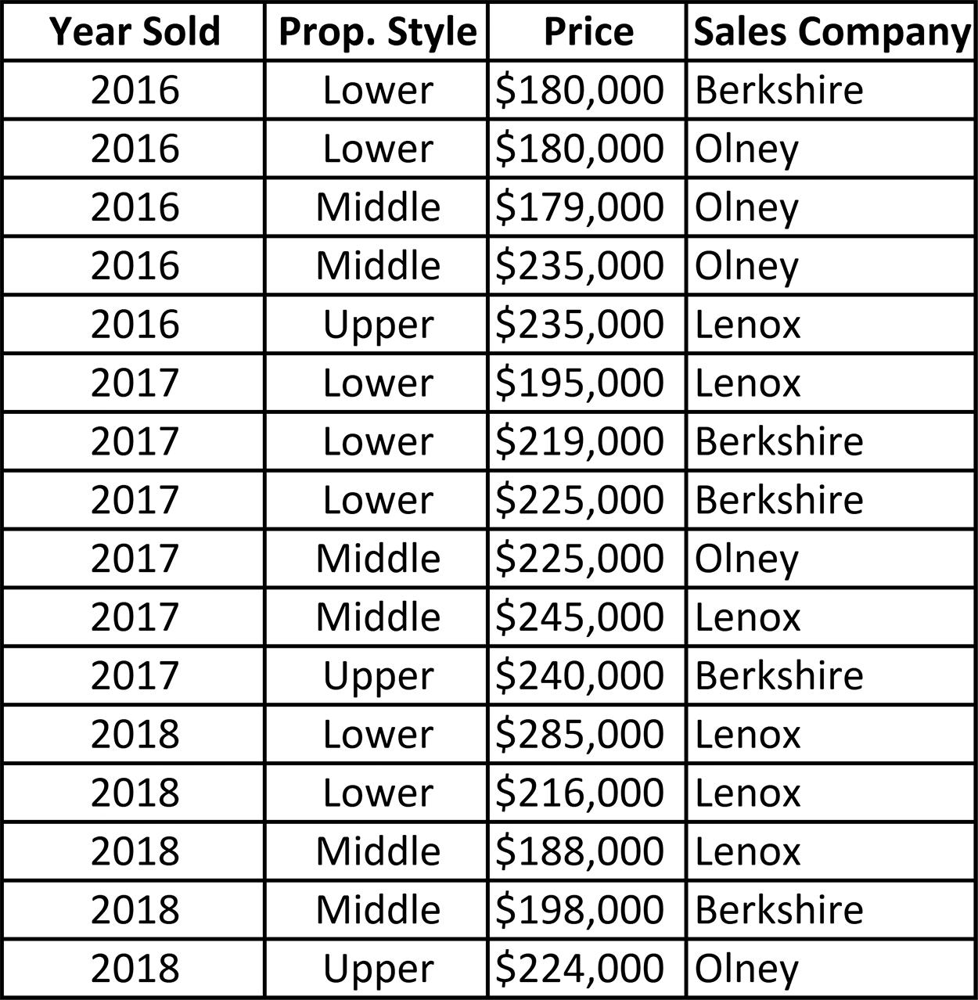 Year Sold Prop. Style Price Sales Company
2016 Lower $180,000 Berkshire
2016 Lower $180,000 Olney
2016 Middle $179,000 Olney
2016 Middle $235,000 Olney
2016 Upper $235,000 Lenox
2017 Lower $195,000 Lenox
2017 Lower $219,000 Berkshire
2017 Lower $225,000 Berkshire
2017 Middle $225,000 Olney
2017 Middle $245,000 Lenox
2017 Upper $240,000 Berkshire
2018 Lower $285,000 Lenox
2018 Lower $216,000 Lenox
2018 Middle $188,000 Lenox
2018 Middle $198,000 Berkshire
2018 Upper $224,000 Olney